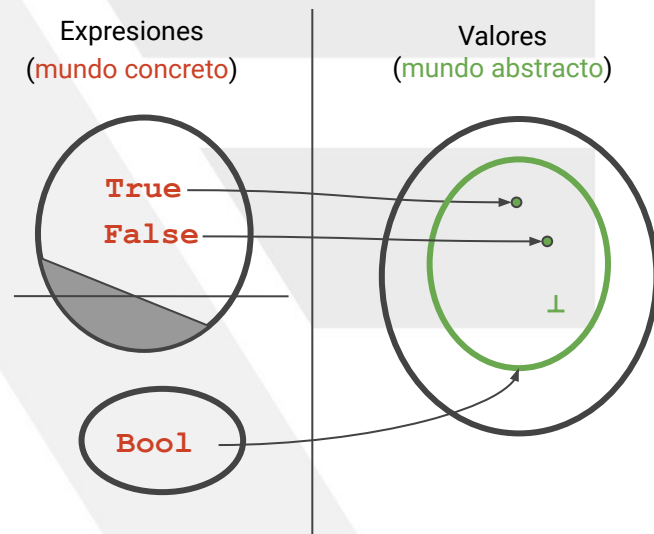 Expresiones
(mundo concreto)
Valores
(mundo abstracto)
True
False
⊥
Bool